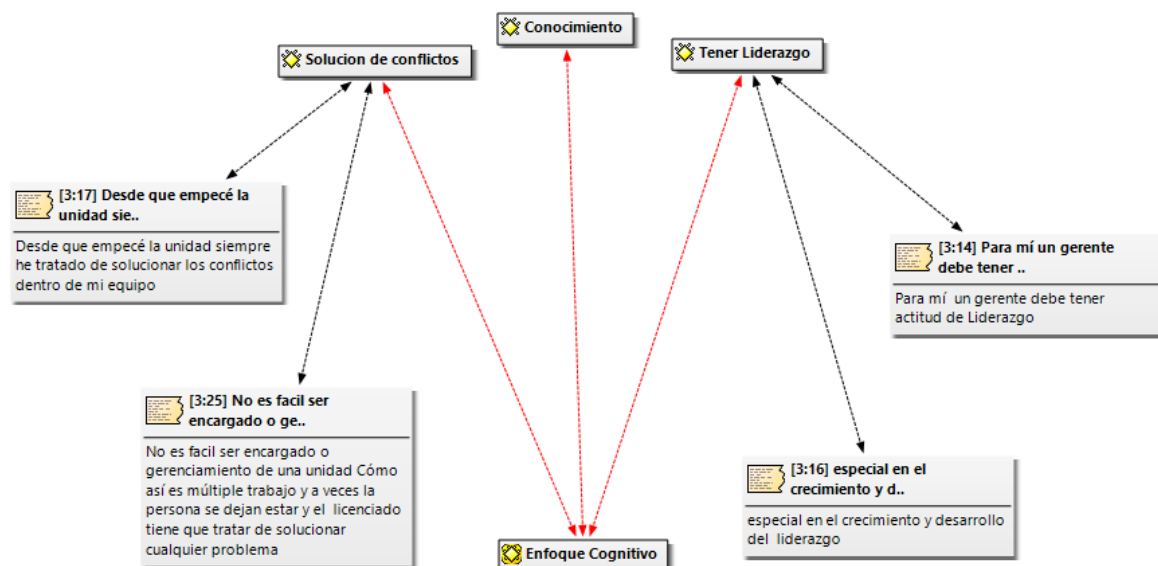 Conocimiento
Solucion de conflictos
Tener Liderazgo
[3:17] Desde que empecé la
unidad sie..
Desde que empecé la unidad siempre
he tratado de solucionar los conflictos
dentro de mi equipo
[3:14] Para mí un gerente
debe tener ..
Para mí  un gerente debe tener
actitud de Liderazgo
[3:25] No es facil ser
encargado o ge..
No es facil ser encargado o
gerenciamiento de una unidad Cómo
así es múltiple trabajo y a veces la
persona se dejan estar y el  licenciado
tiene que tratar de solucionar
cualquier problema
[3:16] especial en el
crecimiento y d..
especial en el crecimiento y desarrollo
del  liderazgo
Enfoque Cognitivo